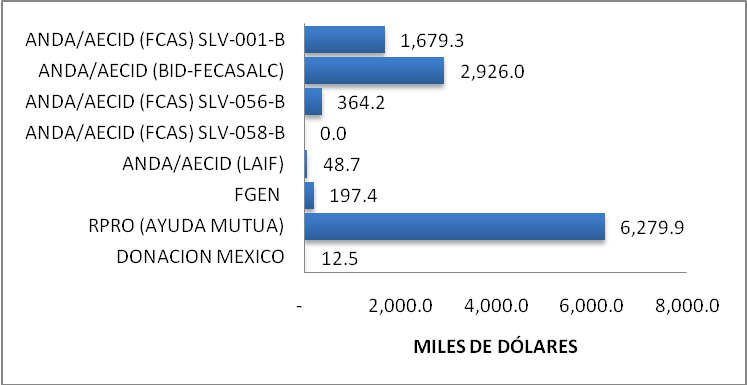 ANDA/AECID (FCAS) SLV-001-B 1,679.3
ANDA/AECID (BID-FECASALC) 2,926.0
ANDA/AECID (FCAS) SLV-056-B 364.2
ANDA/AECID (FCAS) SLV-058-B 0.0
ANDA/AECID (LAIF) 48.7
FGEN 197.4
RPRO (AYUDA MUTUA) 6,279.9
DONACION MEXICO 12.5
- 2,000.0 4,000.0 6,000.0 8,000.0
MILES DE DÓLARES